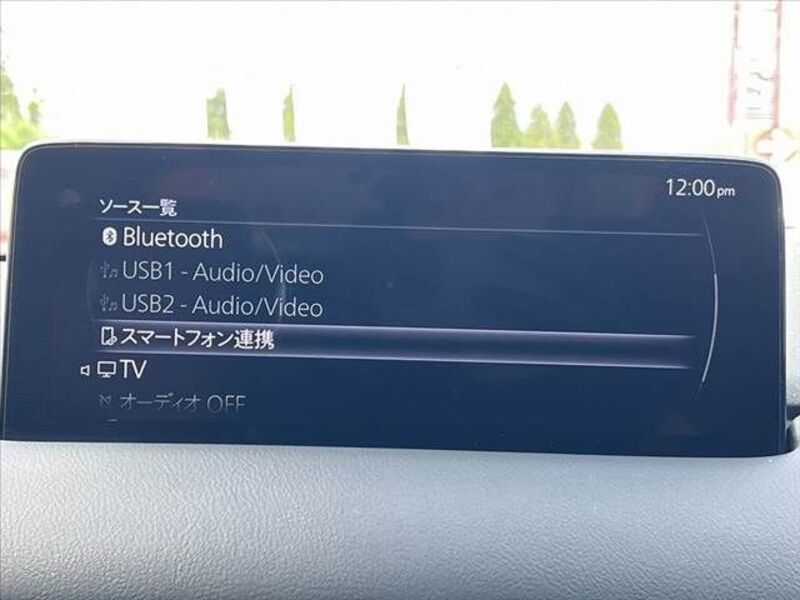 12:00pm
ソース一覧
Bluetooth
USB1 - Audio/Video
USB2 - Audio/Video
スマートフォン連携
TV
オーディオ OFF